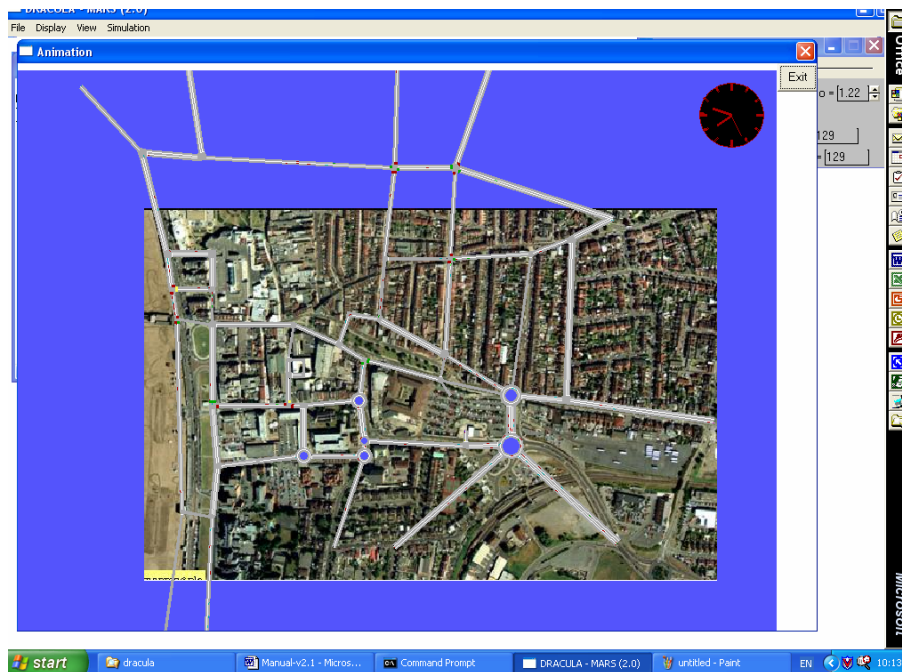 DRACULA - MARS (2.0)
File Display View Simulation
Animation
Exit
o = 1.22
129
= 129
Office
Microsoft
start
dracula
Manual-v2.1 - Micros...
Command Prompt
DRACULA - MARS (2.0)
untitled - Paint
EN
10:13